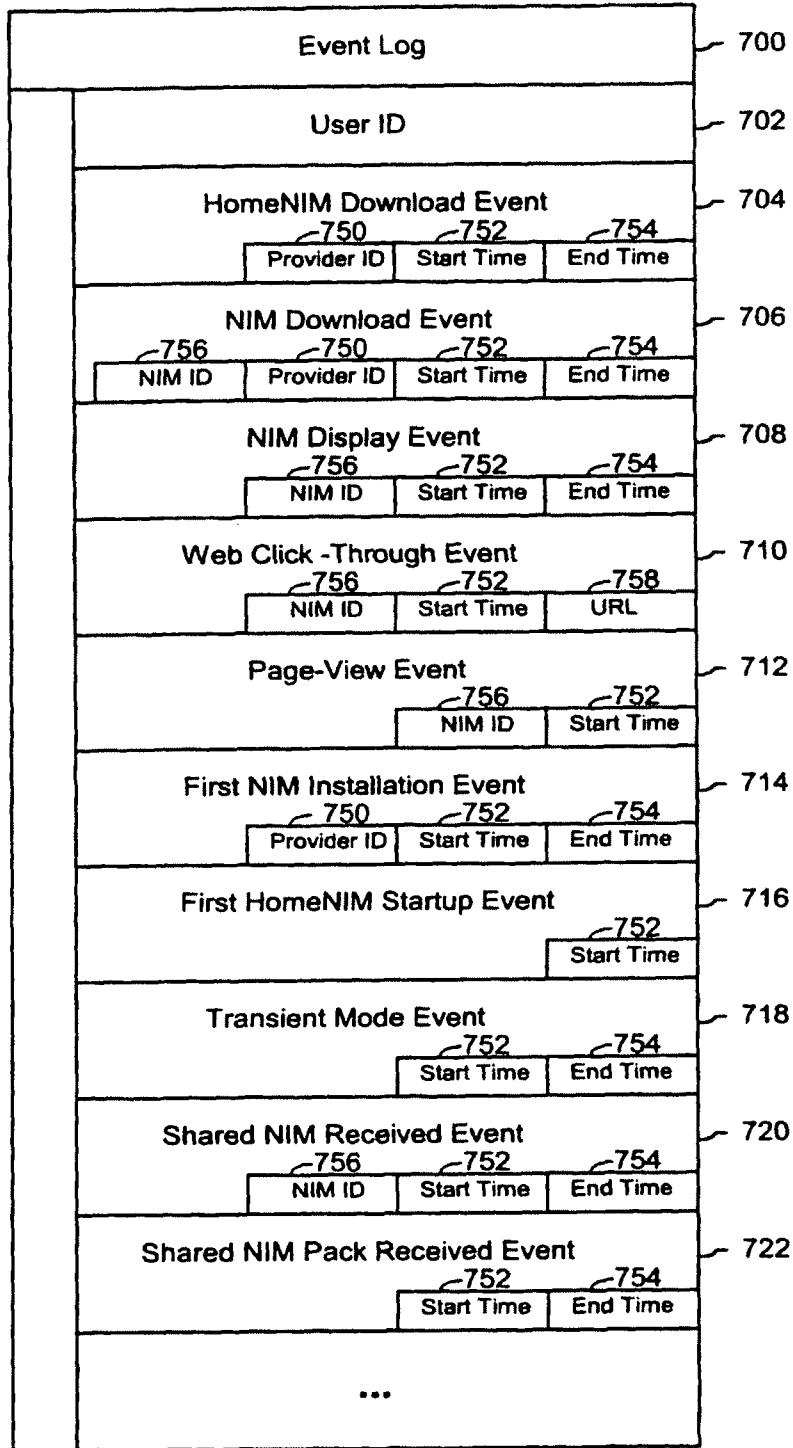 Event Log 700
User ID 702
HomeNIM Download Event 704
750 752 754
Provider ID Start Time End Time
NIM Download Event 706
756 750 752 754
NIM ID Provider ID Start Time End Time
NIM Display Event 708
756 752 754
NIM ID Start Time End Time
Web Click -Through Event 710
756 752 758
NIM ID Start Time URL
Page-View Event 712
756 752
NIM ID Start Time
First NIM Installation Event 714
750 752 754
Provider ID Start Time End Time
First HomeNIM Startup Event 716
752
Start Time
Transient Mode Event 718
752 754
Start Time End Time
Shared NIM Received Event 720
756 752 754
NIM ID Start Time End Time
Shared NIM Pack Received Event 722
752 754
Start Time End Time
...